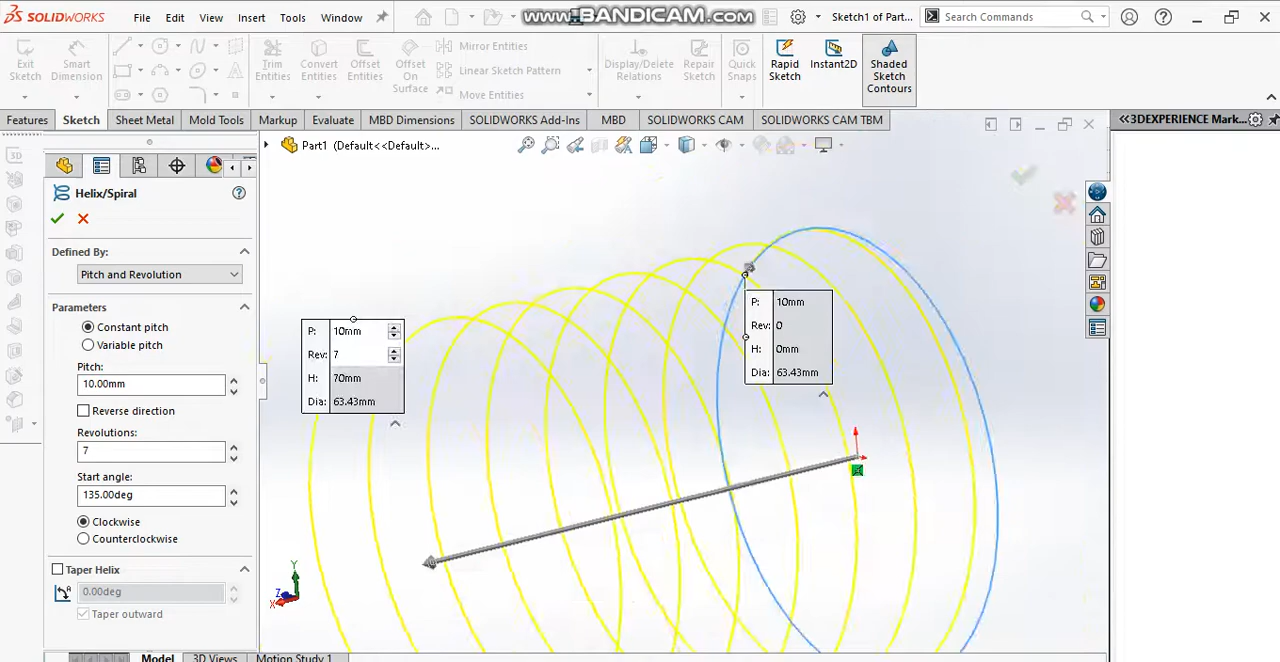 SOLIDWORKS File Edit View Insert Tools Window www.BANDICAM.com Sketch1 of Part... Search Commands
Exit Sketch
Smart Dimension
Trim Entities
Convert Entities
Offset Entities
Offset On Surface
Mirror Entities
Linear Sketch Pattern
Move Entities
Display/Delete Relations
Repair Sketch
Quick Snaps
Rapid Sketch
Instant2D
Shaded Sketch Contours
Features Sketch Sheet Metal Mold Tools Markup Evaluate MBD Dimensions SOLIDWORKS Add-Ins MBD SOLIDWORKS CAM SOLIDWORKS CAM TBM
<<3DEXPERIENCE Mark...
Part1 (Default<<Default>...
Helix/Spiral
Defined By:
Pitch and Revolution
Parameters
Constant pitch
Variable pitch
Pitch:
10.00mm
Reverse direction
Revolutions:
7
Start angle:
135.00deg
Clockwise
Counterclockwise
Taper Helix
0.00deg
Taper outward
P: 10mm
Rev: 7
H: 70mm
Dia: 63.43mm
P: 10mm
Rev: 0
H: 0mm
Dia: 63.43mm
Y
Z
X
Model 3D Views Motion Study 1